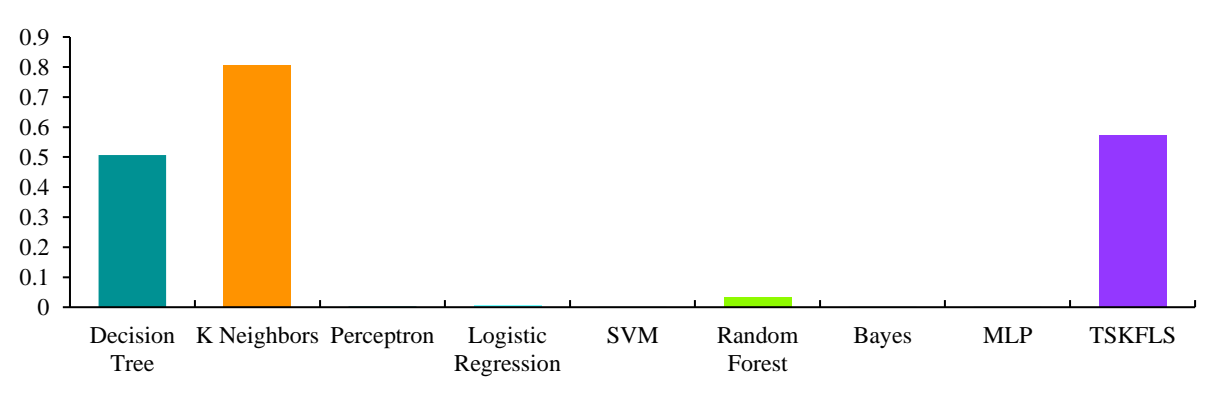 0.9
0.8
0.7
0.6
0.5
0.4
0.3
0.2
0.1
0
Decision Tree
K Neighbors
Perceptron
Logistic Regression
SVM
Random Forest
Bayes
MLP
TSKFLS